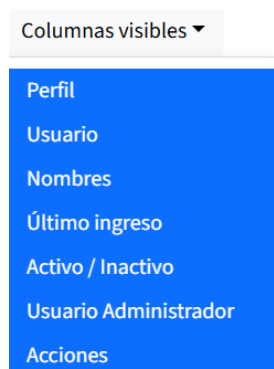 Columnas visibles
Perfil
Usuario
Nombres
Último ingreso
Activo / Inactivo
Usuario Administrador
Acciones